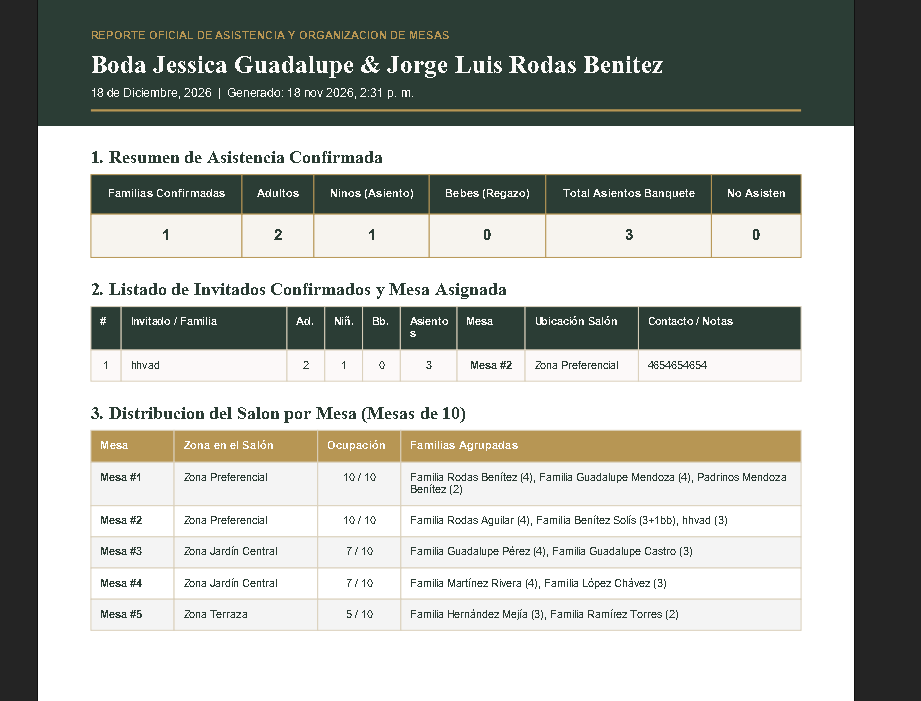 REPORTE OFICIAL DE ASISTENCIA Y ORGANIZACION DE MESAS
Boda Jessica Guadalupe & Jorge Luis Rodas Benitez
18 de Diciembre, 2026 | Generado: 18 nov 2026, 2:31 p. m.
1. Resumen de Asistencia Confirmada
Familias Confirmadas Adultos Ninos (Asiento) Bebes (Regazo) Total Asientos Banquete No Asisten
1 2 1 0 3 0
2. Listado de Invitados Confirmados y Mesa Asignada
# Invitado / Familia Ad. Niñ. Bb. Asiento Mesa Ubicación Salón Contacto / Notas
s
1 hhvad 2 1 0 3 Mesa #2 Zona Preferencial 4654654654
3. Distribucion del Salon por Mesa (Mesas de 10)
Mesa Zona en el Salón Ocupación Familias Agrupadas
Mesa #1 Zona Preferencial 10 / 10 Familia Rodas Benítez (4), Familia Guadalupe Mendoza (4), Padrinos Mendoza
Benítez (2)
Mesa #2 Zona Preferencial 10 / 10 Familia Rodas Aguilar (4), Familia Benítez Solís (3+1bb), hhvad (3)
Mesa #3 Zona Jardín Central 7 / 10 Familia Guadalupe Pérez (4), Familia Guadalupe Castro (3)
Mesa #4 Zona Jardín Central 7 / 10 Familia Martínez Rivera (4), Familia López Chávez (3)
Mesa #5 Zona Terraza 5 / 10 Familia Hernández Mejía (3), Familia Ramírez Torres (2)